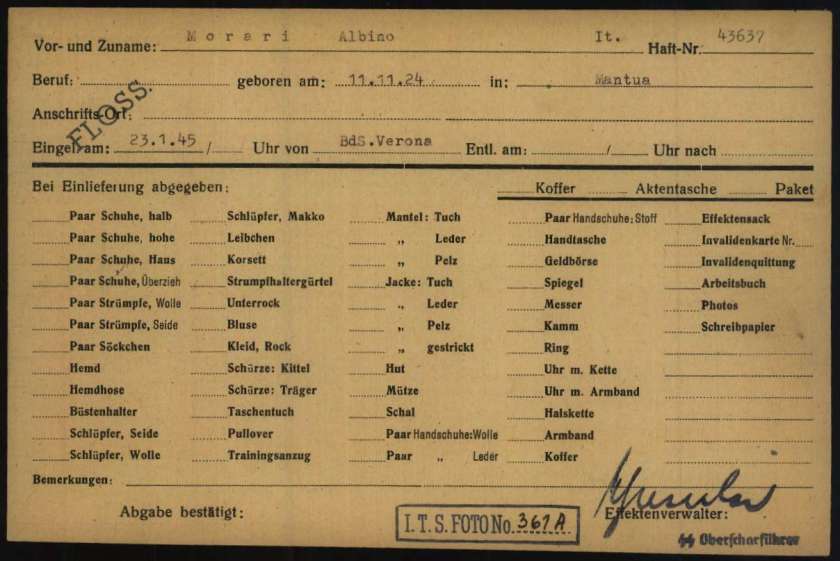 Vor- und Zuname: Morari Albino It. Haft-Nr. 43637
Beruf: geboren am: 11.11.24 in: Mantua
FLOSS.
Anschrifts-Ort:
Eingel. am: 23.1.45 / Uhr von BdS.Verona Entl. am: / Uhr nach
Bei Einlieferung abgegeben: Koffer Aktentasche Paket
Paar Schuhe, halb Schlüpfer, Makko Mantel: Tuch Paar Handschuhe: Stoff Effektensack
Paar Schuhe, hohe Leibchen „ Leder Handtasche Invalidenkarte Nr.
Paar Schuhe, Haus Korsett „ Pelz Geldbörse Invalidenquittung
Paar Schuhe, Überzieh Strumpfhaltergürtel Jacke: Tuch Spiegel Arbeitsbuch
Paar Strümpfe, Wolle Unterrock „ Leder Messer Photos
Paar Strümpfe, Seide Bluse „ Pelz Kamm Schreibpapier
Paar Söckchen Kleid, Rock „ gestrickt Ring
Hemd Schürze: Kittel Hut Uhr m. Kette
Hemdhose Schürze: Träger Mütze Uhr m. Armband
Büstenhalter Taschentuch Schal Halskette
Schlüpfer, Seide Pullover Paar Handschuhe: Wolle Armband
Schlüpfer, Wolle Trainingsanzug Paar „ Leder Koffer
Bemerkungen:
Abgabe bestätigt: I.T.S. FOTO No. 361 A Effektenverwalter:
SS Oberscharführer